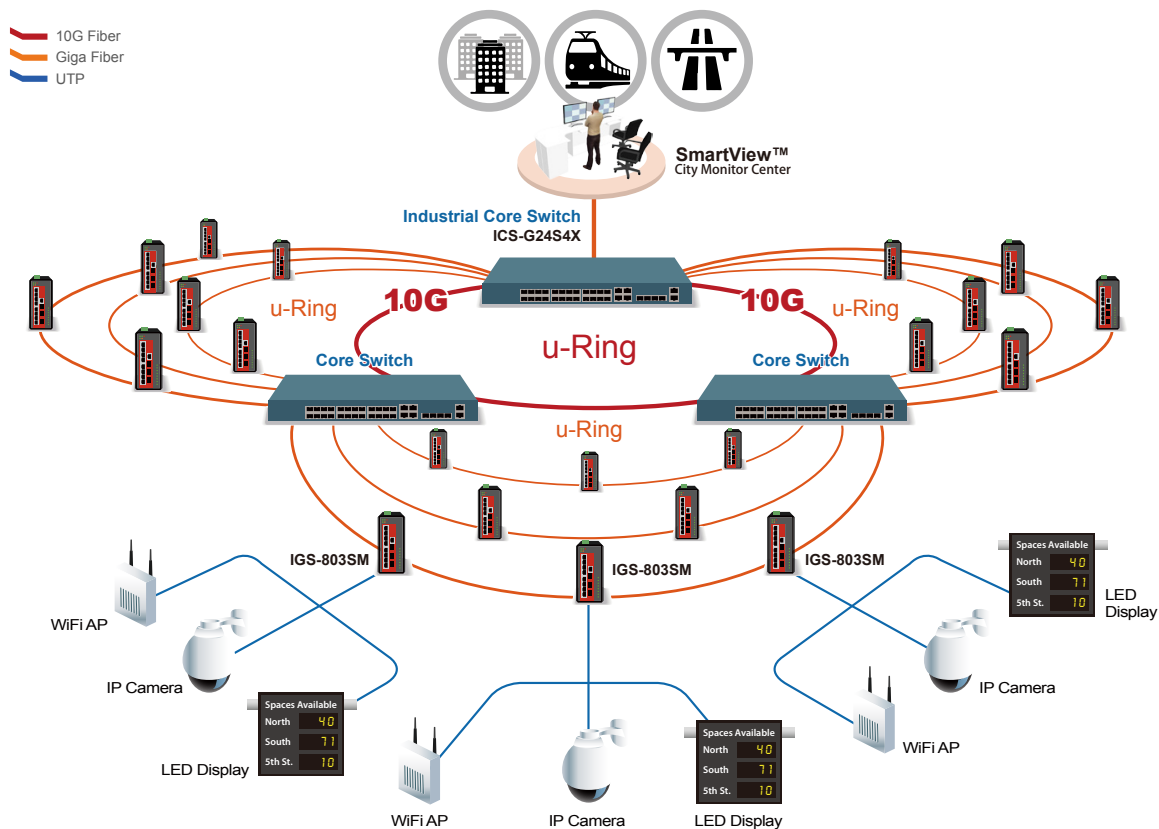 10G Fiber
Giga Fiber
UTP
SmartView™
City Monitor Center
Industrial Core Switch
ICS-G24S4X
u-Ring
10G
10G
u-Ring
u-Ring
Core Switch
Core Switch
u-Ring
IGS-803SM
IGS-803SM
IGS-803SM
Spaces Available
North 40
South 71
5th St. 10
LED
Display
WiFi AP
IP Camera
IP Camera
Spaces Available
North 40
South 71
5th St. 10
LED Display
WiFi AP
Spaces Available
North 40
South 71
5th St. 10
WiFi AP
IP Camera
LED Display